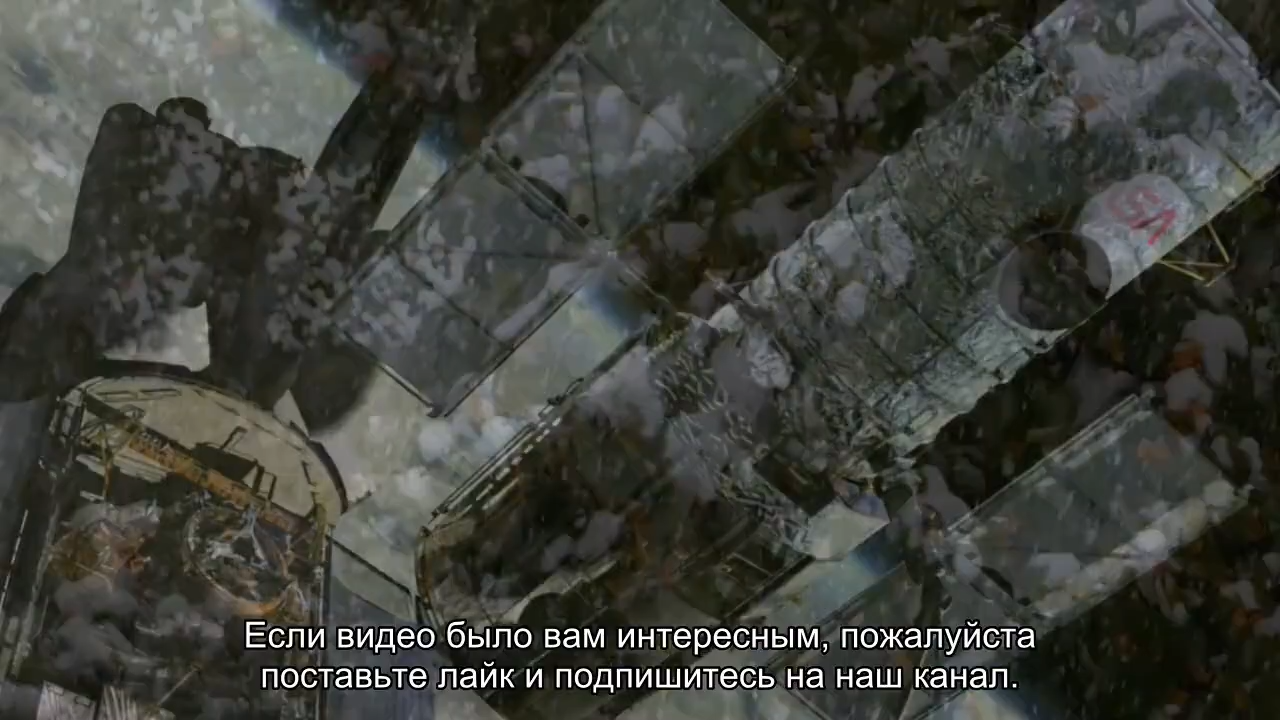 Если видео было вам интересным, пожалуйста
поставьте лайк и подпишитесь на наш канал.